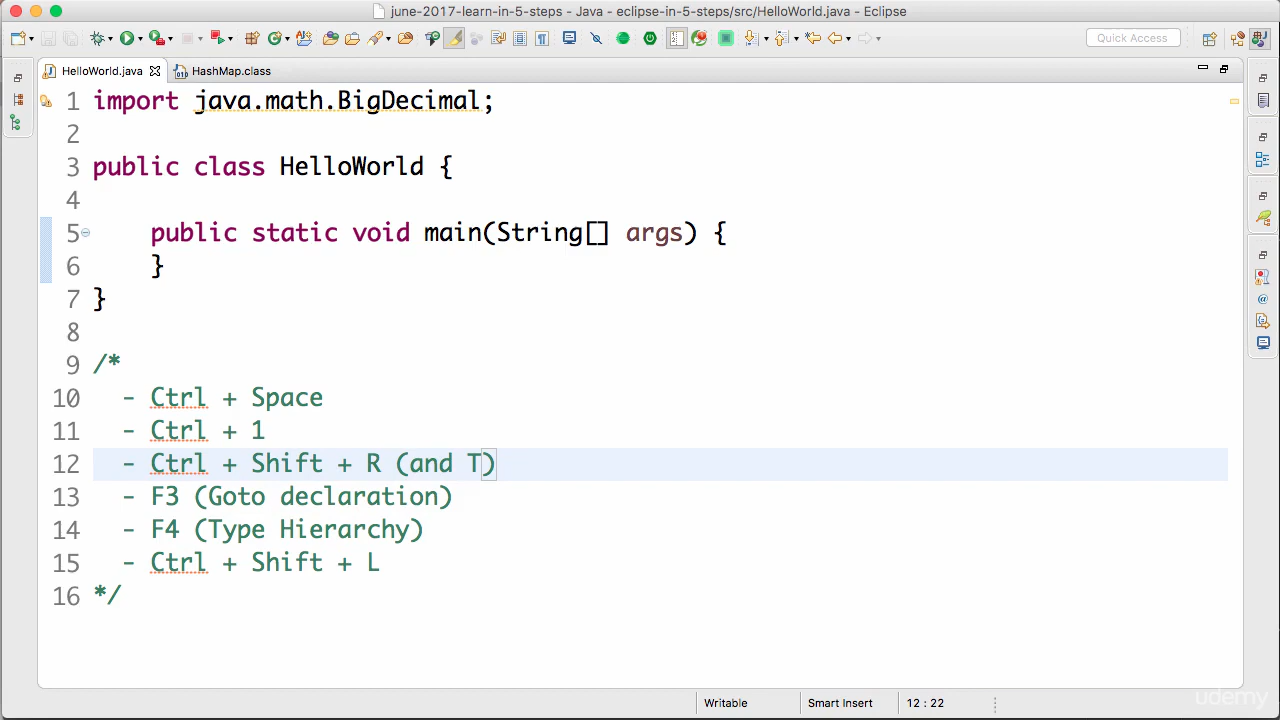 june-2017-learn-in-5-steps - Java - eclipse-in-5-steps/src/HelloWorld.java - Eclipse
Quick Access
HelloWorld.java HashMap.class
1 import java.math.BigDecimal;
2
3 public class HelloWorld {
4
5 public static void main(String[] args) {
6 }
7 }
8
9 /*
10 - Ctrl + Space
11 - Ctrl + 1
12 - Ctrl + Shift + R (and T)
13 - F3 (Goto declaration)
14 - F4 (Type Hierarchy)
15 - Ctrl + Shift + L
16 */
Writable Smart Insert 12 : 22
udemy